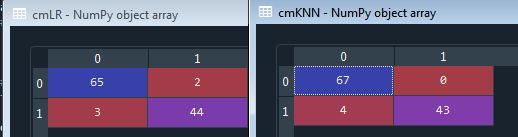 cmLR - NumPy object array
0 1
0 65 2
1 3 44
cmKNN - NumPy object array
0 1
0 67 0
1 4 43